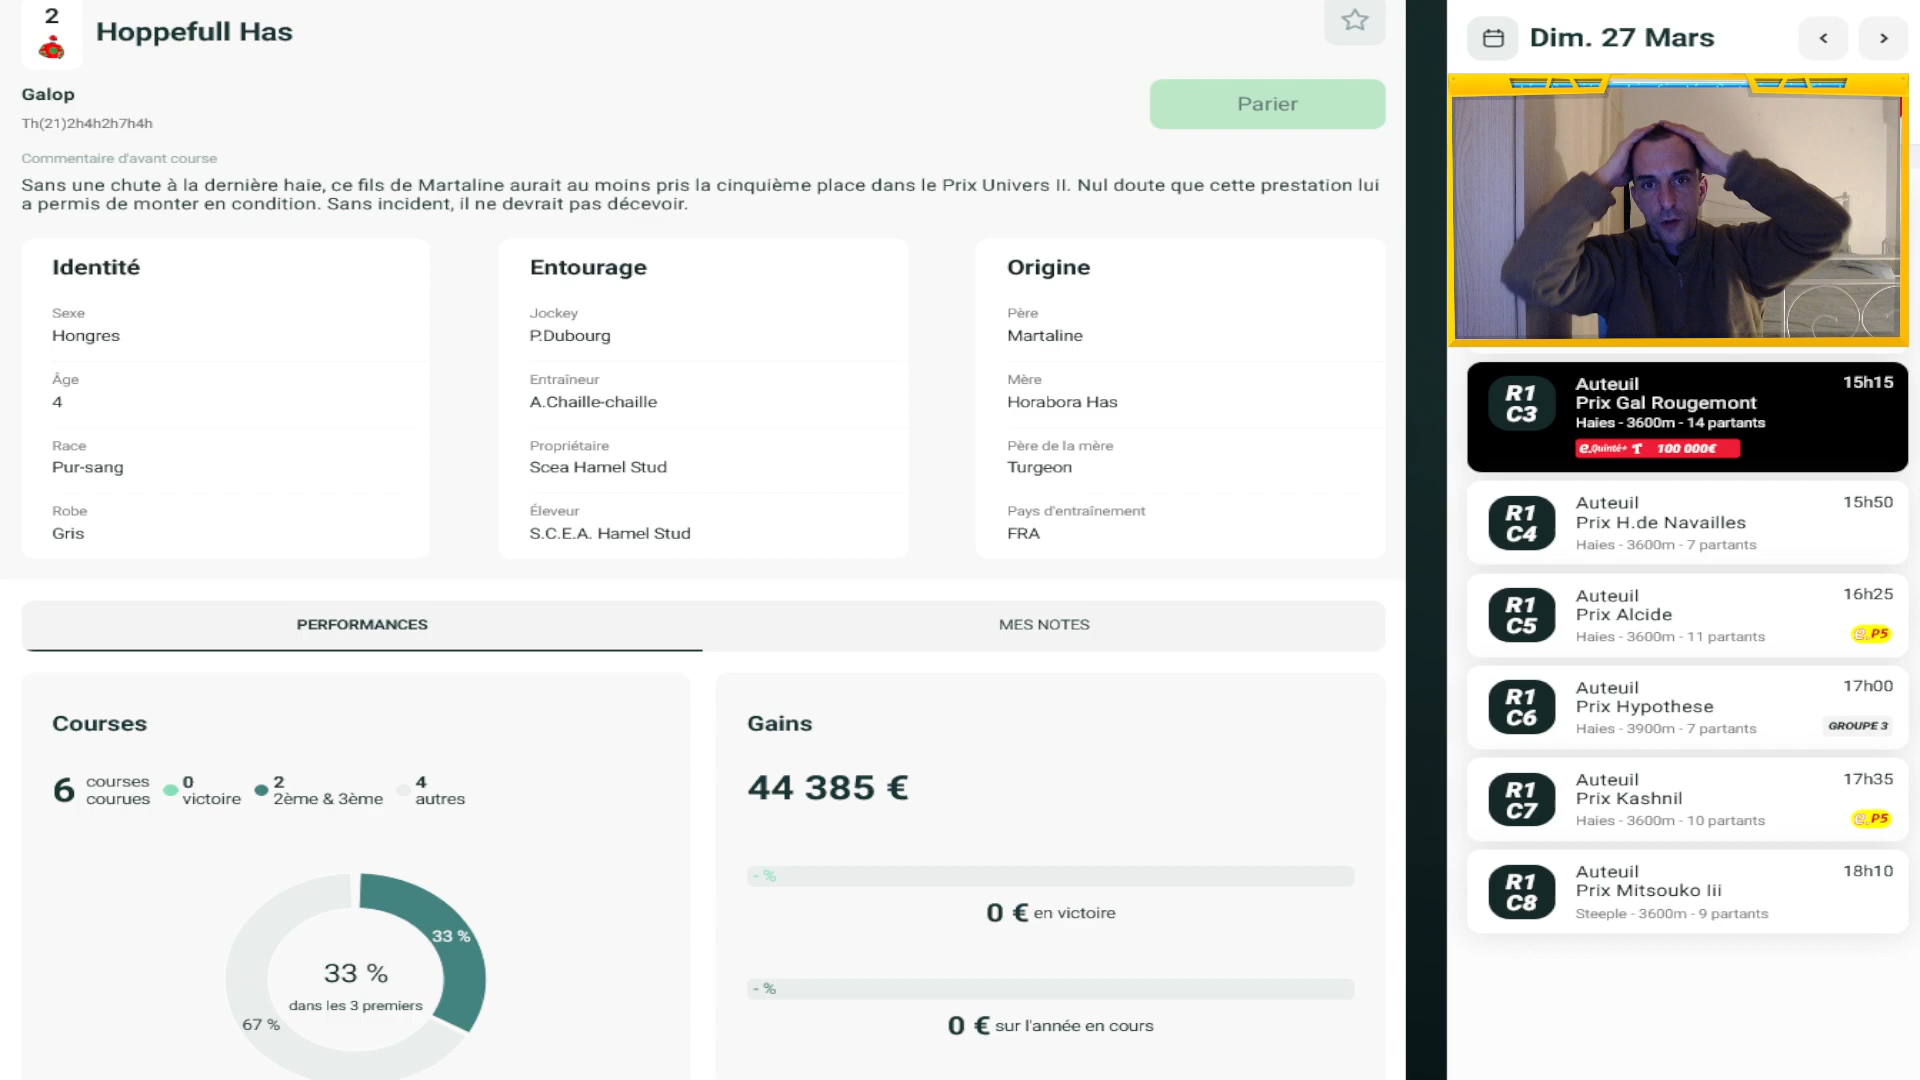 2
Hoppefull Has
Galop
Th(21)2h4h2h7h4h
Parier
Commentaire d'avant course
Sans une chute à la dernière haie, ce fils de Martaline aurait au moins pris la cinquième place dans le Prix Univers II. Nul doute que cette prestation lui
a permis de monter en condition. Sans incident, il ne devrait pas décevoir.
Identité
Sexe
Hongres
Âge
4
Race
Pur-sang
Robe
Gris
Entourage
Jockey
P.Dubourg
Entraîneur
A.Chaille-chaille
Propriétaire
Scea Hamel Stud
Éleveur
S.C.E.A. Hamel Stud
Origine
Père
Martaline
Mère
Horabora Has
Père de la mère
Turgeon
Pays d'entraînement
FRA
PERFORMANCES
MES NOTES
Courses
6 courses courues
0 victoire
2 2ème & 3ème
4 autres
33 %
33 %
dans les 3 premiers
67 %
Gains
44 385 €
- %
0 € en victoire
- %
0 € sur l'année en cours
Dim. 27 Mars
< >
R1 C3
Auteuil
15h15
Prix Gal Rougemont
Haies - 3600m - 14 partants
e.Quinté+ T 100 000€
R1 C4
Auteuil
15h50
Prix H.de Navailles
Haies - 3600m - 7 partants
R1 C5
Auteuil
16h25
Prix Alcide
Haies - 3600m - 11 partants
e.P5
R1 C6
Auteuil
17h00
Prix Hypothese
Haies - 3900m - 7 partants
GROUPE 3
R1 C7
Auteuil
17h35
Prix Kashnil
Haies - 3600m - 10 partants
e.P5
R1 C8
Auteuil
18h10
Prix Mitsouko Iii
Steeple - 3600m - 9 partants